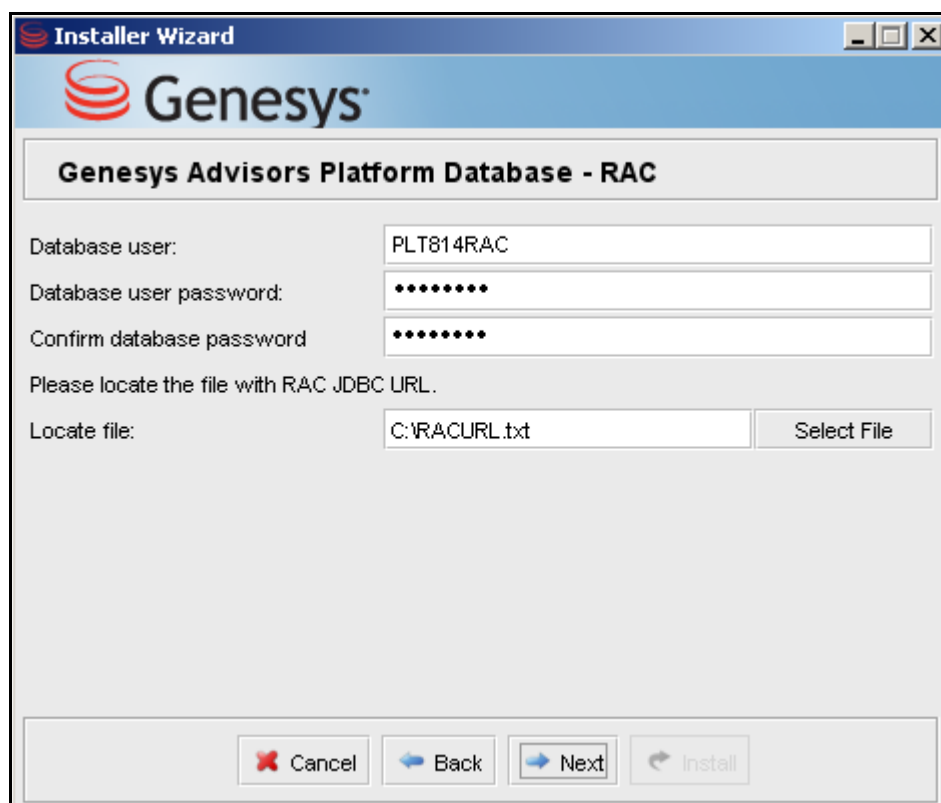 Installer Wizard
Genesys
Genesys Advisors Platform Database - RAC
Database user: PLT814RAC
Database user password: ••••••••
Confirm database password ••••••••
Please locate the file with RAC JDBC URL.
Locate file: C:\RACURL.txt Select File
Cancel Back Next Install